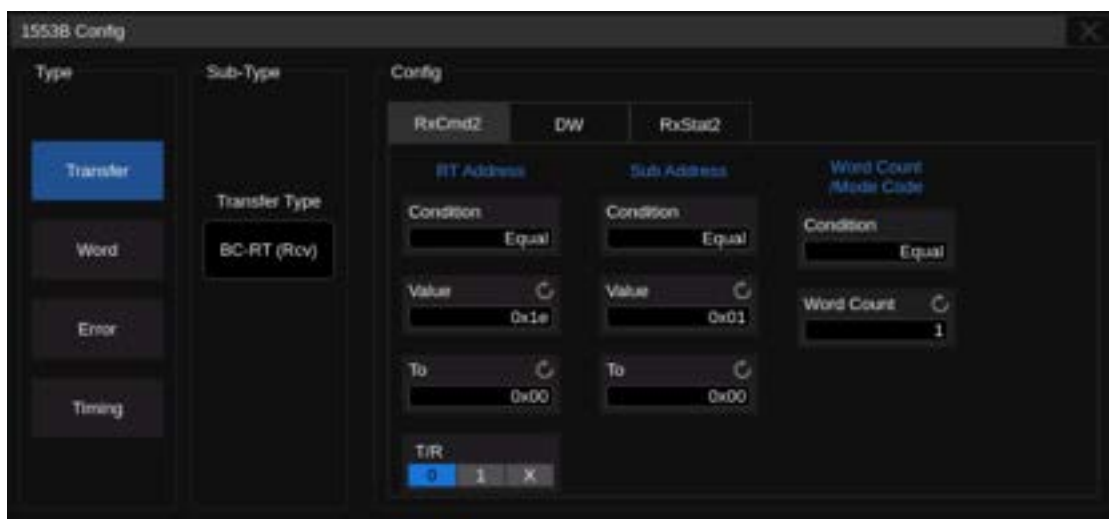 1553B Config
Type
Sub-Type
Config
Transfer
Word
Error
Timing
Transfer Type
BC-RT (Rcv)
RxCmd2 DW RxStat2
RT Address
Condition
Equal
Value
0x1e
To
0x00
T/R
0 1 X
Sub Address
Condition
Equal
Value
0x01
To
0x00
Word Count
/Mode Code
Condition
Equal
Word Count
1